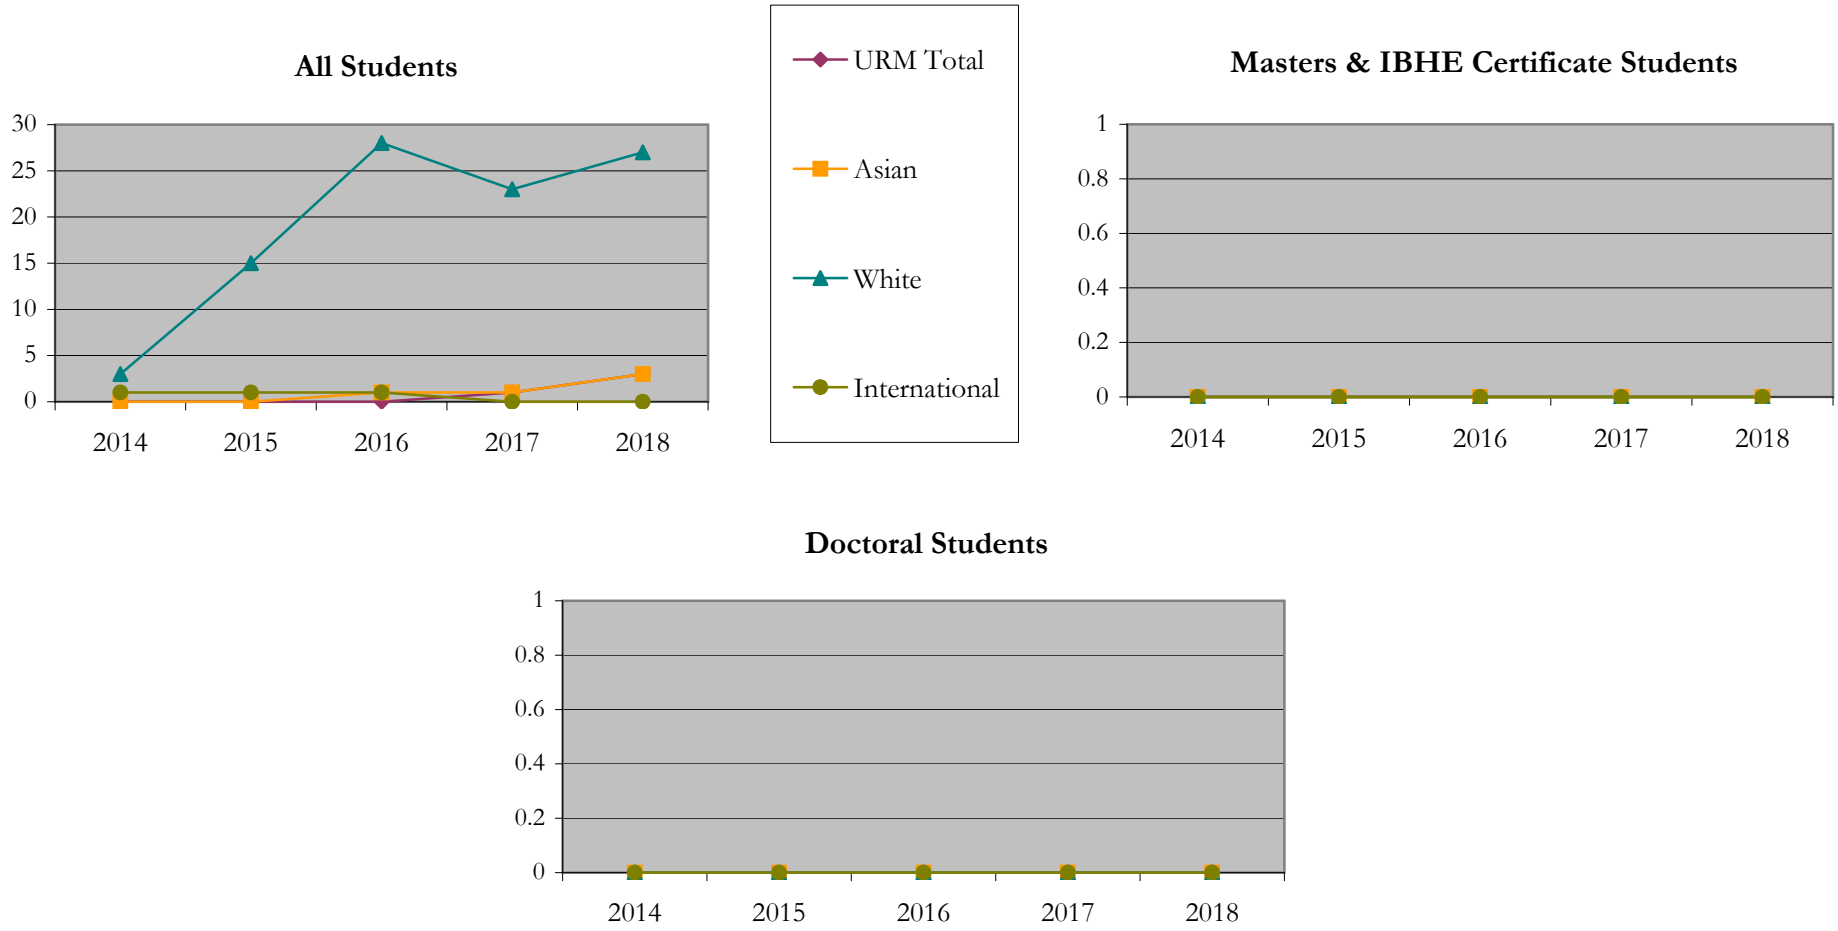 All Students
30
25
20
15
10
5
0
2014 2015 2016 2017 2018
URM Total
Asian
White
International
Masters & IBHE Certificate Students
1
0.8
0.6
0.4
0.2
0
2014 2015 2016 2017 2018
Doctoral Students
1
0.8
0.6
0.4
0.2
0
2014 2015 2016 2017 2018